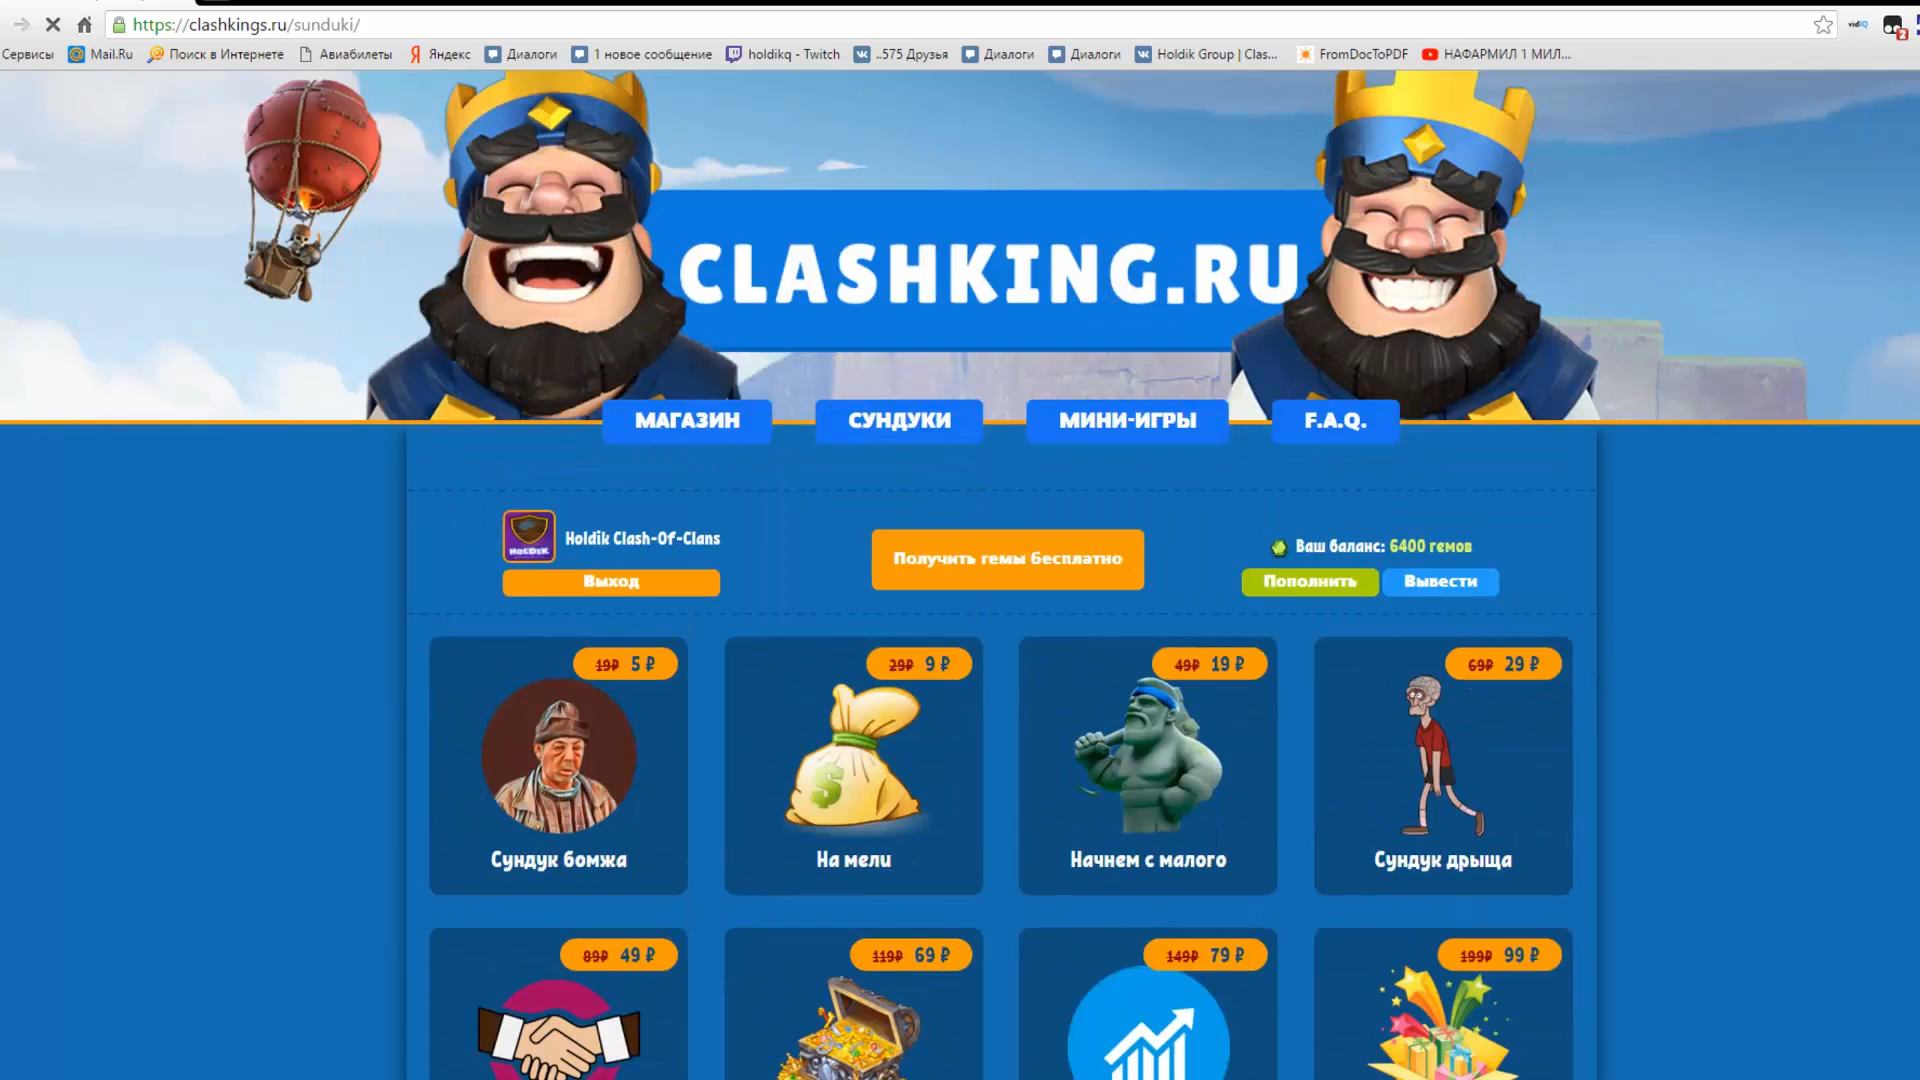 https://clashkings.ru/sunduki/
vidIQ
2
Сервисы Mail.Ru Поиск в Интернете Авиабилеты Яндекс Диалоги 1 новое сообщение holdikq - Twitch ..575 Друзья Диалоги Диалоги Holdik Group | Clas... FromDocToPDF НАФАРМИЛ 1 МИЛ...
CLASHKING.RU
МАГАЗИН СУНДУКИ МИНИ-ИГРЫ F.A.Q.
HOLDIK
Holdik Clash-Of-Clans
Выход
Получить гемы бесплатно
Ваш баланс: 6400 гемов
Пополнить Вывести
19₽ 5 ₽
29₽ 9 ₽
49₽ 19 ₽
69₽ 29 ₽
$
Сундук бомжа
На мели
Начнем с малого
Сундук дрыща
89₽ 49 ₽
119₽ 69 ₽
149₽ 79 ₽
199₽ 99 ₽